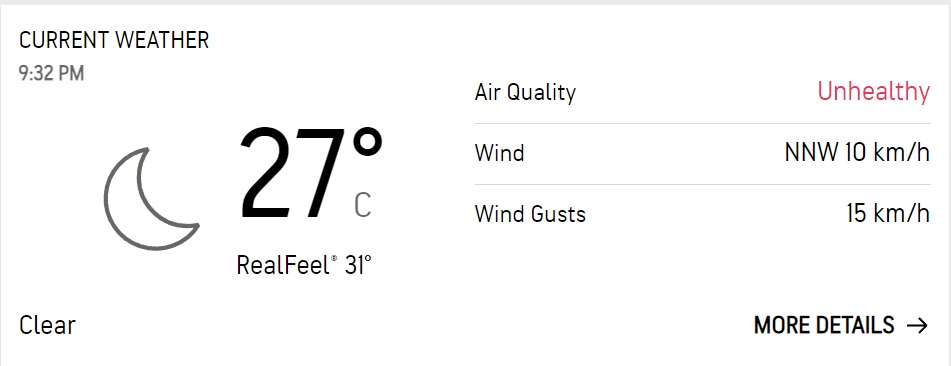 CURRENT WEATHER
9:32 PM
27°
C
RealFeel® 31°
Clear
Air Quality Unhealthy
Wind NNW 10 km/h
Wind Gusts 15 km/h
MORE DETAILS →